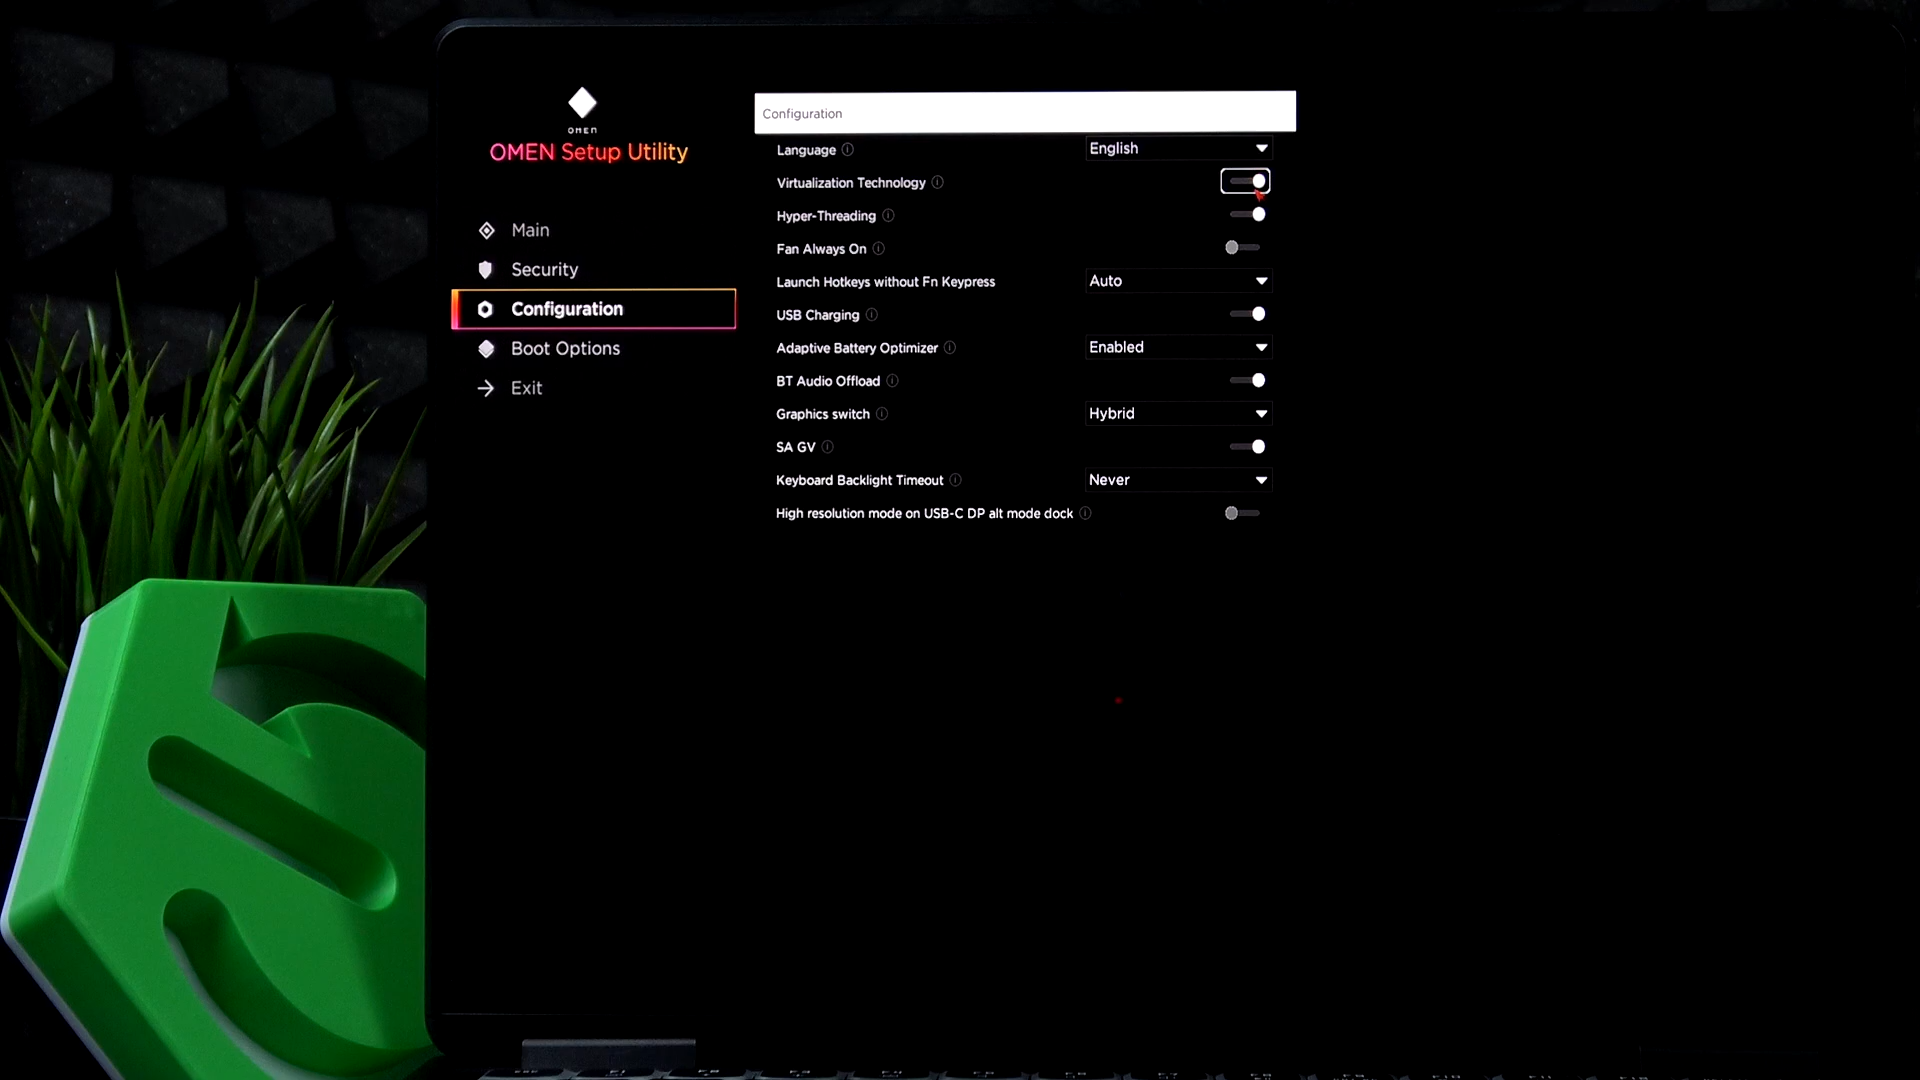 OMEN
OMEN Setup Utility
Main
Security
Configuration
Boot Options
Exit
Configuration
Language English
Virtualization Technology
Hyper-Threading
Fan Always On
Launch Hotkeys without Fn Keypress Auto
USB Charging
Adaptive Battery Optimizer Enabled
BT Audio Offload
Graphics switch Hybrid
SA GV
Keyboard Backlight Timeout Never
High resolution mode on USB-C DP alt mode dock